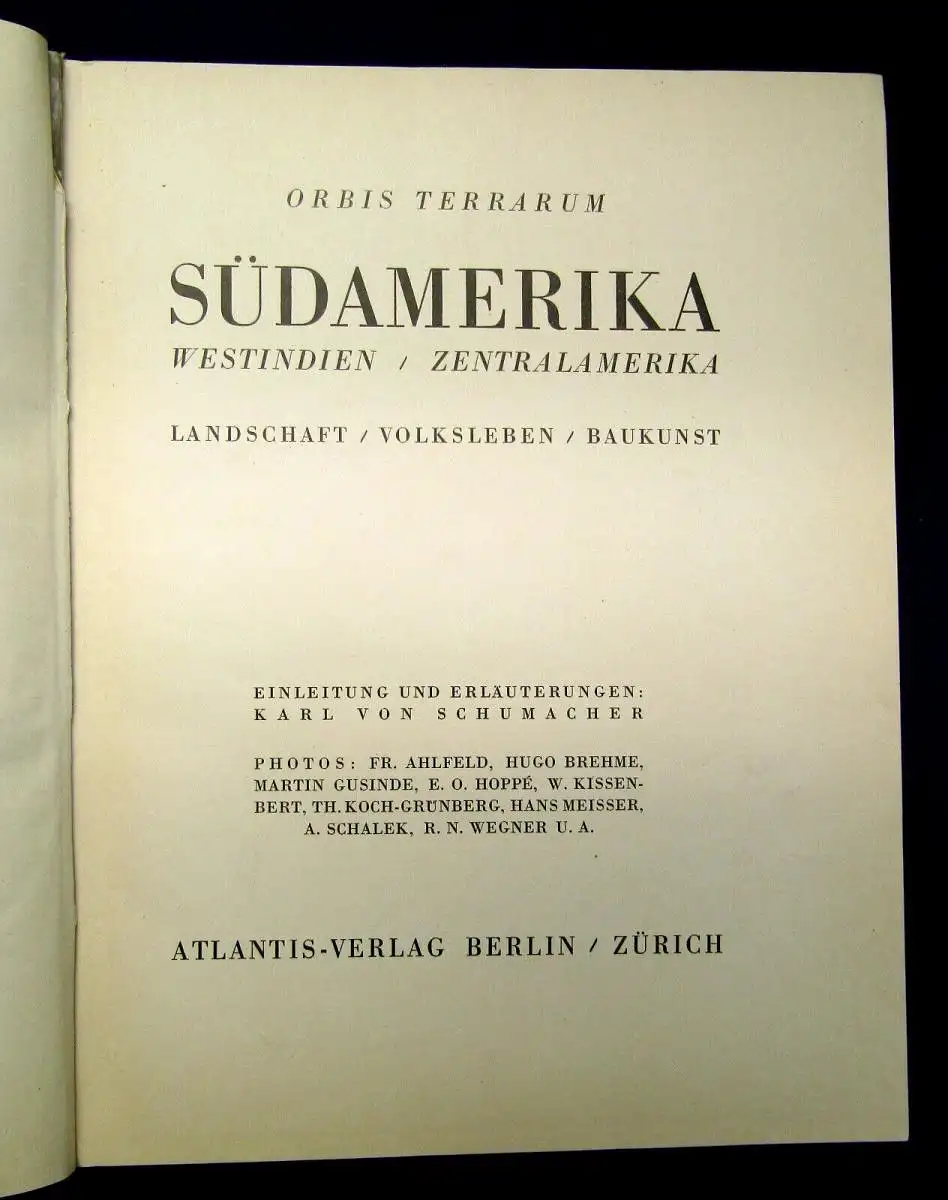 ORBIS TERRARUM
SÜDAMERIKA
WESTINDIEN / ZENTRALAMERIKA
LANDSCHAFT / VOLKSLEBEN / BAUKUNST
EINLEITUNG UND ERLÄUTERUNGEN:
KARL VON SCHUMACHER
PHOTOS: FR. AHLFELD, HUGO BREHME,
MARTIN GUSINDE, E. O. HOPPÉ, W. KISSEN-
BERT, TH. KOCH-GRÜNBERG, HANS MEISSER,
A. SCHALEK, R. N. WEGNER U. A.
ATLANTIS-VERLAG BERLIN / ZÜRICH